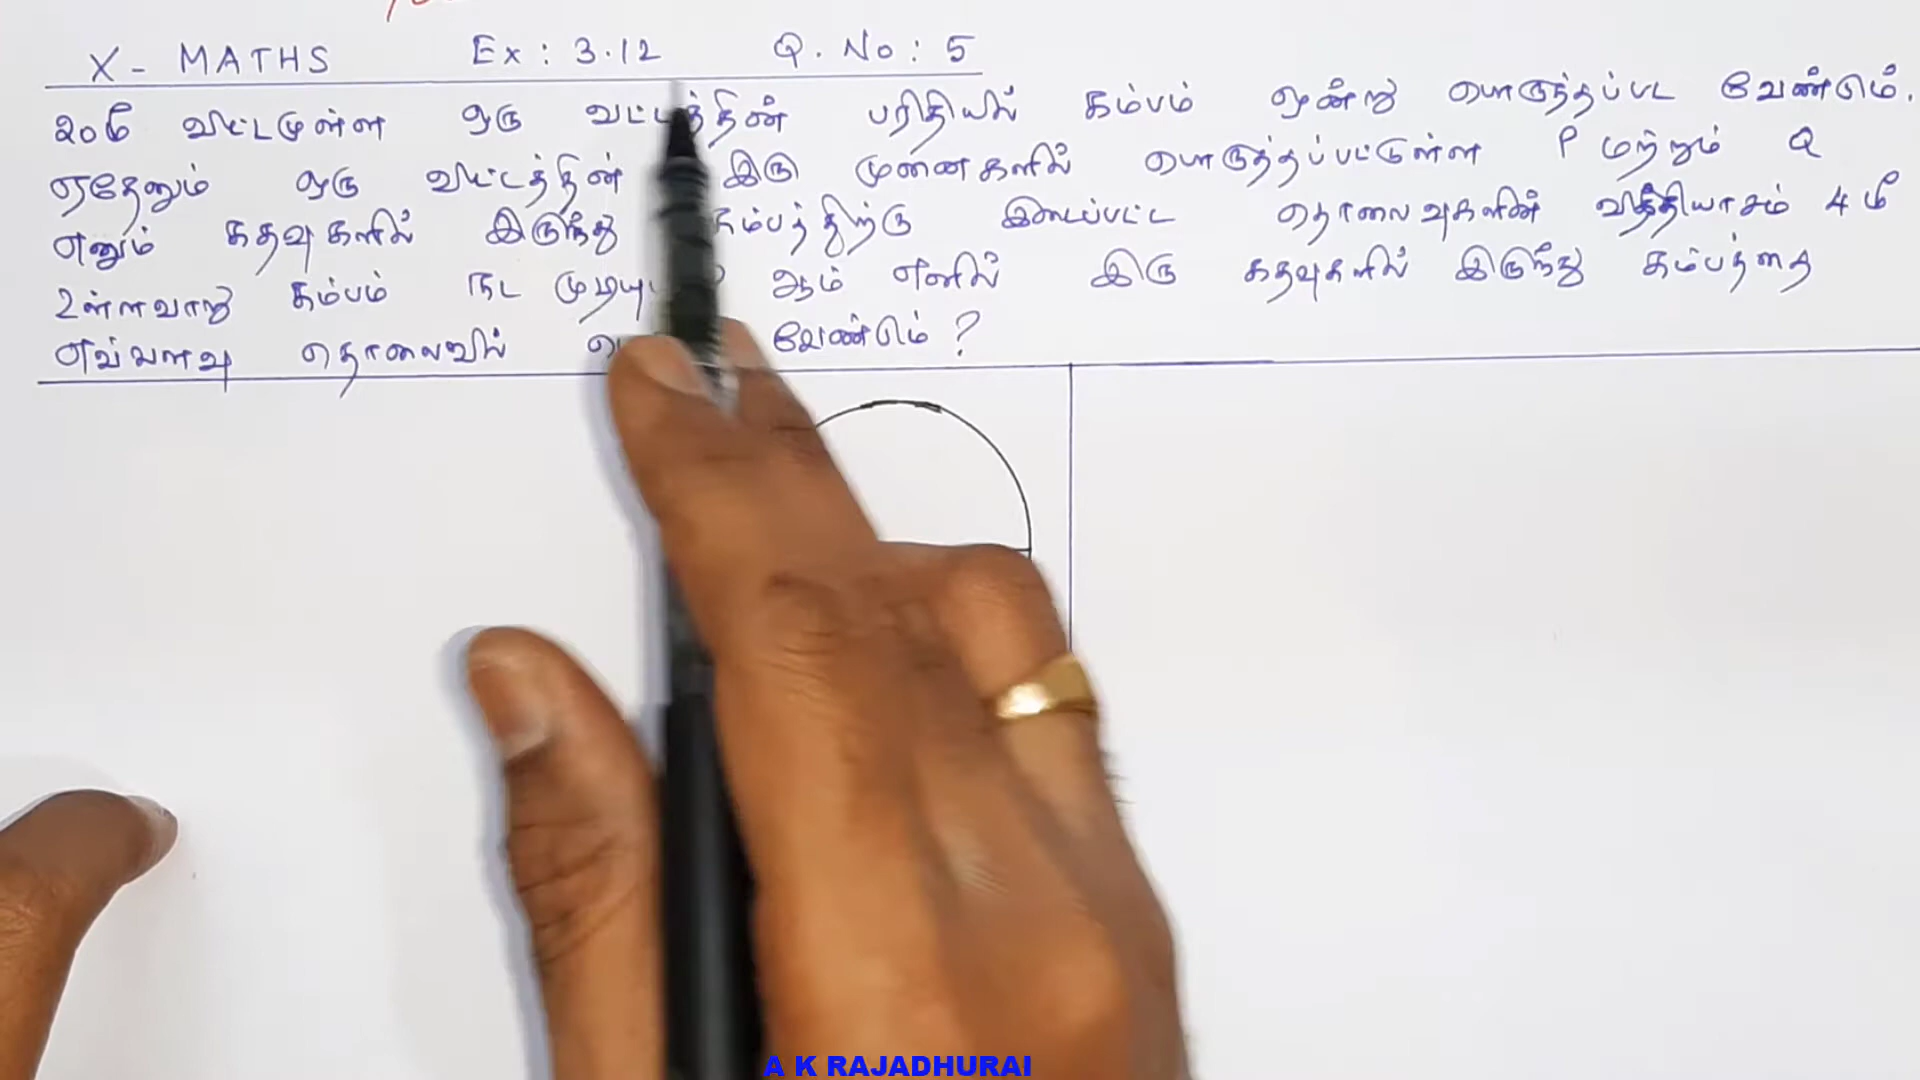 X - MATHS Ex : 3.12 Q. No : 5
20மீ விட்டமுள்ள ஒரு வட்டத்தின் பரிதியில் கம்பம் ஒன்று பொருத்தப்பட வேண்டும்.
ஏதேனும் ஒரு விட்டத்தின் இரு முனைகளில் பொருத்தப்பட்டுள்ள P மற்றும் Q
எனும் கதவுகளில் இருந்து கம்பத்திற்கு இடைப்பட்ட தொலைவுகளின் வித்தியாசம் 4 மீ
உள்ளவாறு கம்பம் நட ஆம் எனில் இரு கதவுகளில் இருந்து கம்பத்தை
எவ்வளவு தொலைவில் வேண்டும் ?
A K RAJADHURAI